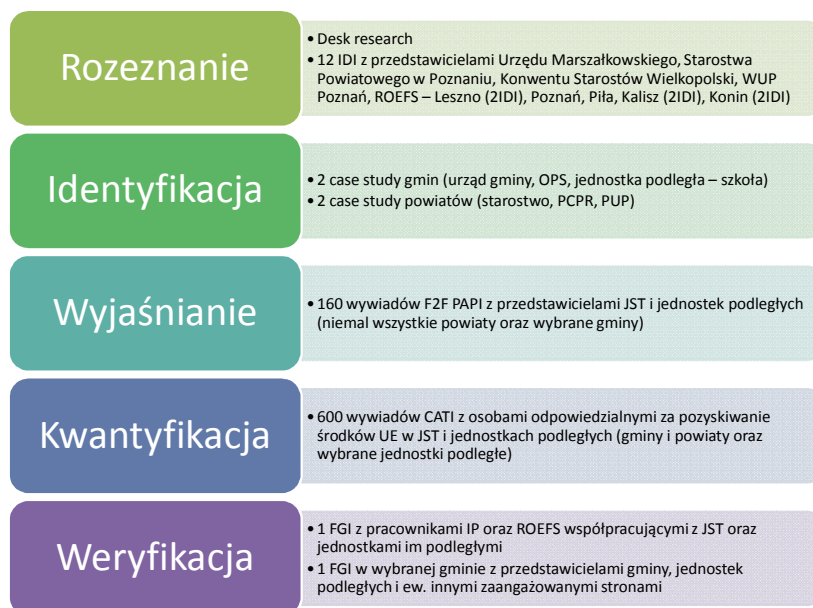 Rozeznanie
• Desk research
• 12 IDI z przedstawicielami Urzędu Marszałkowskiego, Starostwa
Powiatowego w Poznaniu, Konwentu Starostów Wielkopolski, WUP
Poznań, ROEFS – Leszno (2IDI), Poznań, Piła, Kalisz (2IDI), Konin (2IDI)
Identyfikacja
• 2 case study gmin (urząd gminy, OPS, jednostka podległa – szkoła)
• 2 case study powiatów (starostwo, PCPR, PUP)
Wyjaśnianie
• 160 wywiadów F2F PAPI z przedstawicielami JST i jednostek podległych
(niemal wszystkie powiaty oraz wybrane gminy)
Kwantyfikacja
• 600 wywiadów CATI z osobami odpowiedzialnymi za pozyskiwanie
środków UE w JST i jednostkach podległych (gminy i powiaty oraz
wybrane jednostki podległe)
Weryfikacja
• 1 FGI z pracownikami IP oraz ROEFS współpracującymi z JST oraz
jednostkami im podległymi
• 1 FGI w wybranej gminie z przedstawicielami gminy, jednostek
podległych i ew. innymi zaangażowanymi stronami